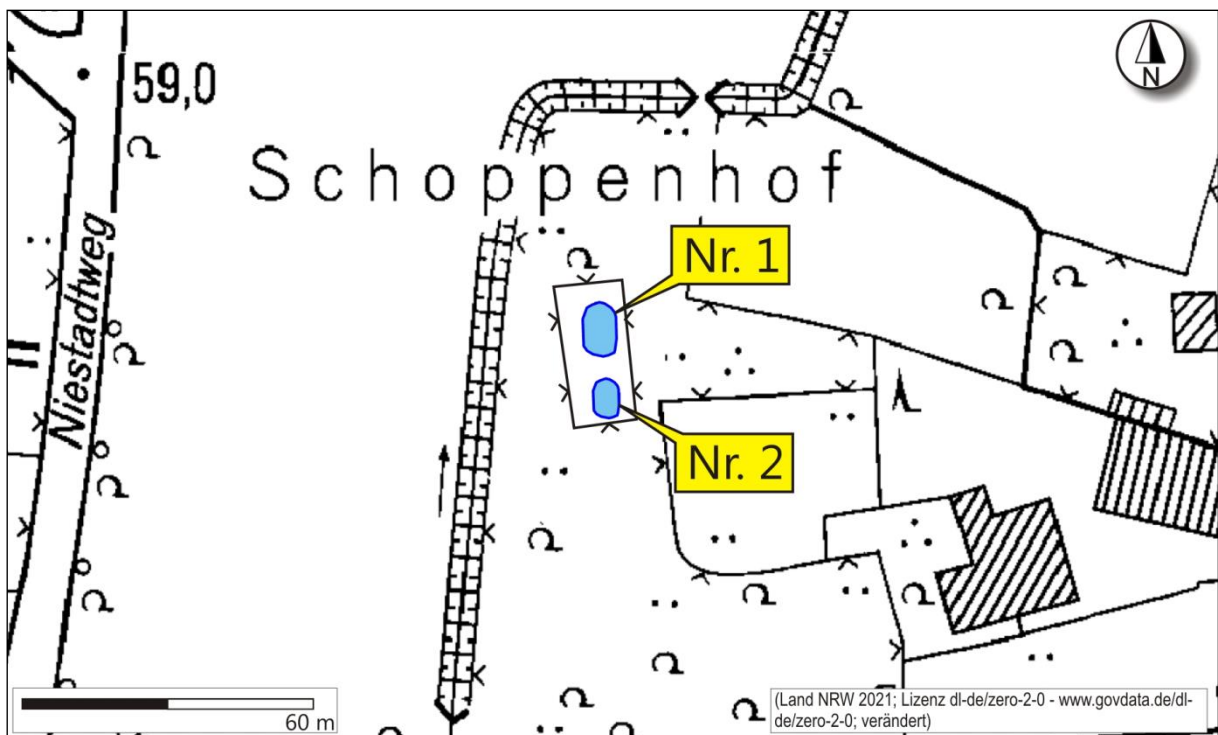 59,0
N
Schoppenhof
Niestadtweg
Nr. 1
Nr. 2
60 m
(Land NRW 2021; Lizenz dl-de/zero-2-0 - www.govdata.de/dl-
de/zero-2-0; verändert)